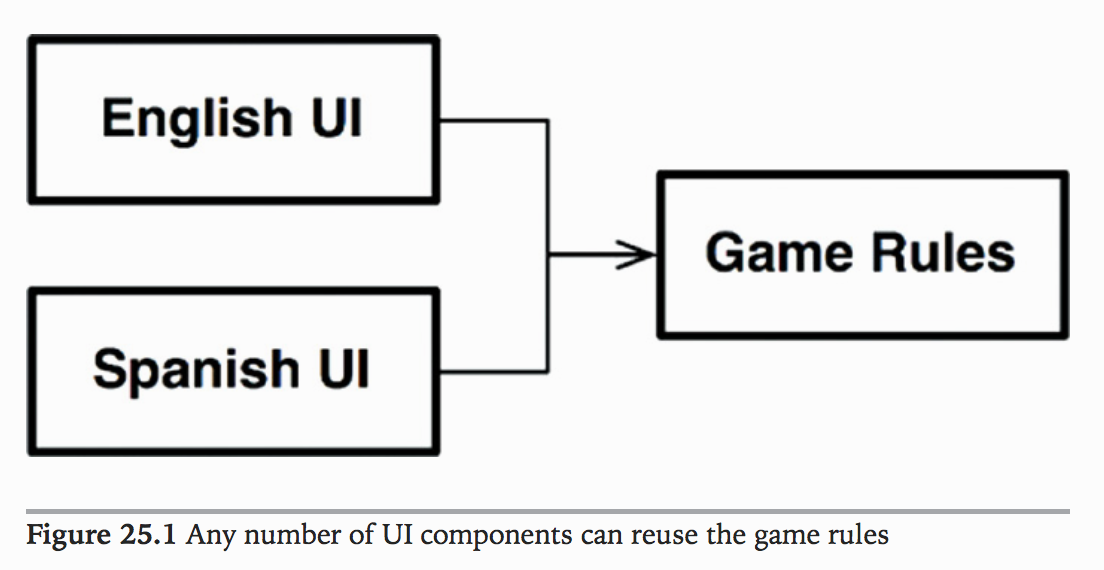 English UI
Game Rules
Spanish UI
Figure 25.1 Any number of UI components can reuse the game rules